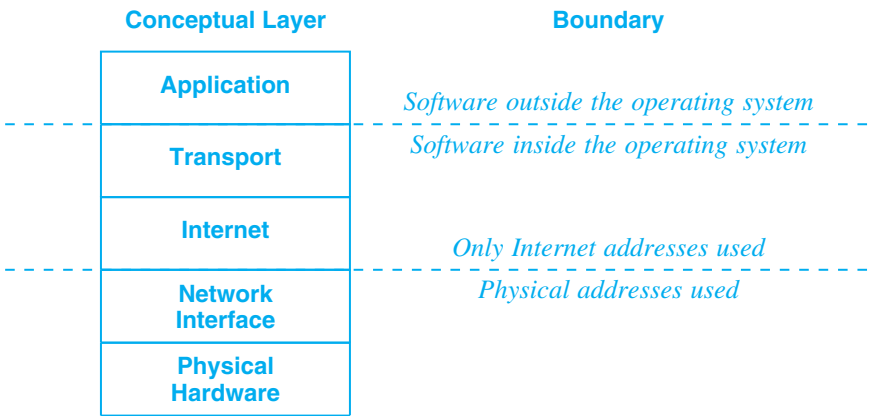 Conceptual Layer Boundary
Application
Software outside the operating system
Software inside the operating system
Transport
Internet
Only Internet addresses used
Physical addresses used
Network
Interface
Physical
Hardware